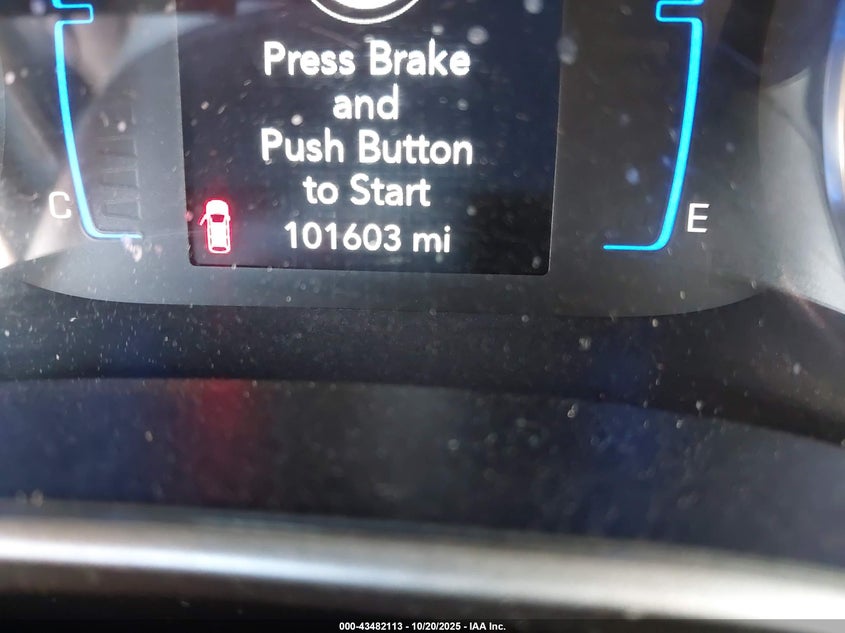 Press Brake
and
Push Button
to Start
101603 mi
C
E
000-43482113 - 10/20/2025 - IAA Inc.